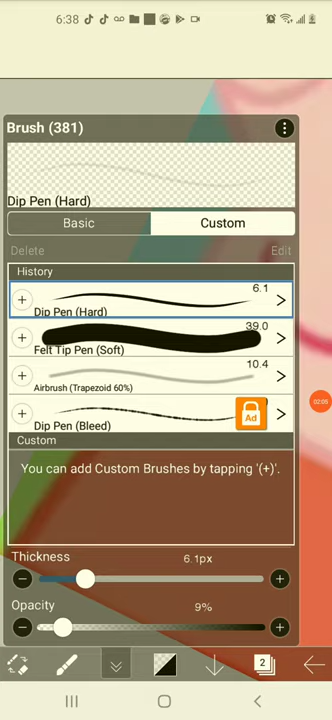 6:38
Brush (381)
Dip Pen (Hard)
Basic
Custom
Delete
Edit
History
6.1
Dip Pen (Hard)
39.0
Felt Tip Pen (Soft)
10.4
Airbrush (Trapezoid 60%)
Dip Pen (Bleed)
Ad
Custom
You can add Custom Brushes by tapping '(+)'.
Thickness
6.1px
Opacity
9%
02:05
2